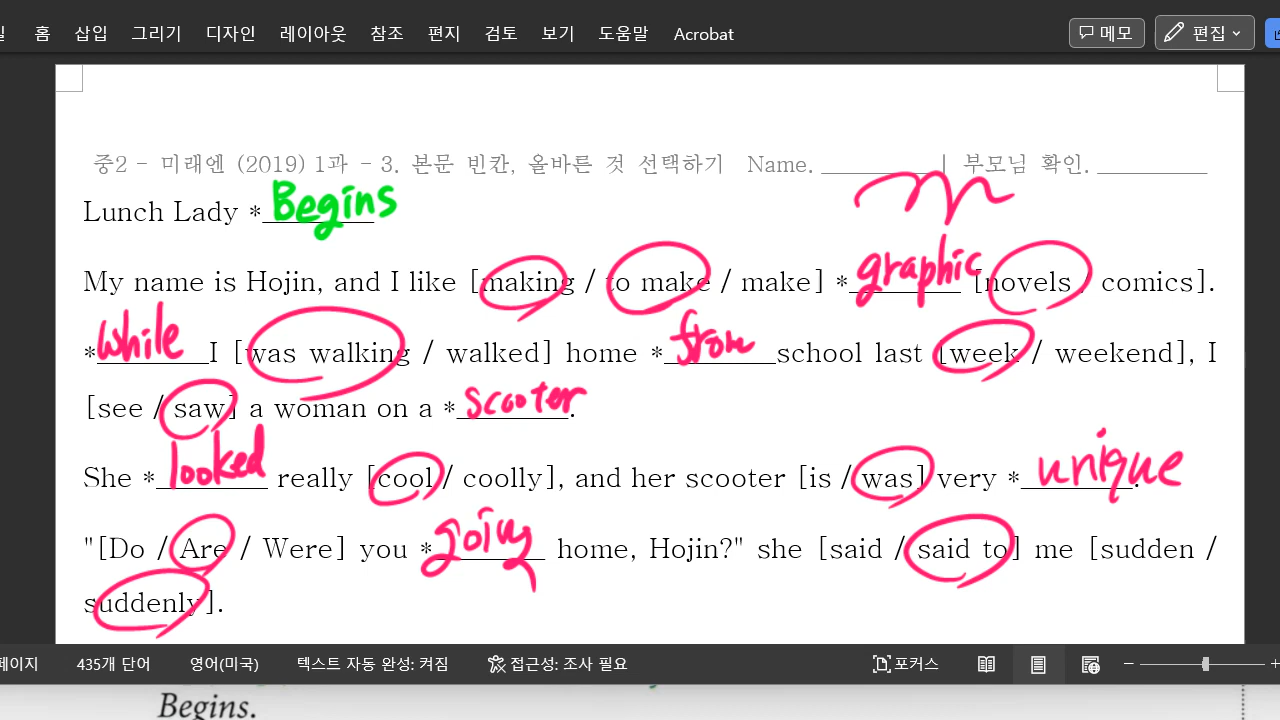 홈 삽입 그리기 디자인 레이아웃 참조 편지 검토 보기 도움말 Acrobat 메모 편집
중2 - 미래엔 (2019) 1과 - 3. 본문 빈칸, 올바른 것 선택하기 Name. __________ | 부모님 확인. __________
Lunch Lady *Begins
My name is Hojin, and I like [making / to make / make] *graphic [novels / comics].
*while I [was walking / walked] home *from school last [week / weekend], I
[see / saw] a woman on a *scooter.
She *looked really [cool / coolly], and her scooter [is / was] very *unique.
"[Do / Are / Were] you *going home, Hojin?" she [said / said to] me [sudden /
suddenly].
페이지 435개 단어 영어(미국) 텍스트 자동 완성: 켜짐 접근성: 조사 필요 포커스
Begins.